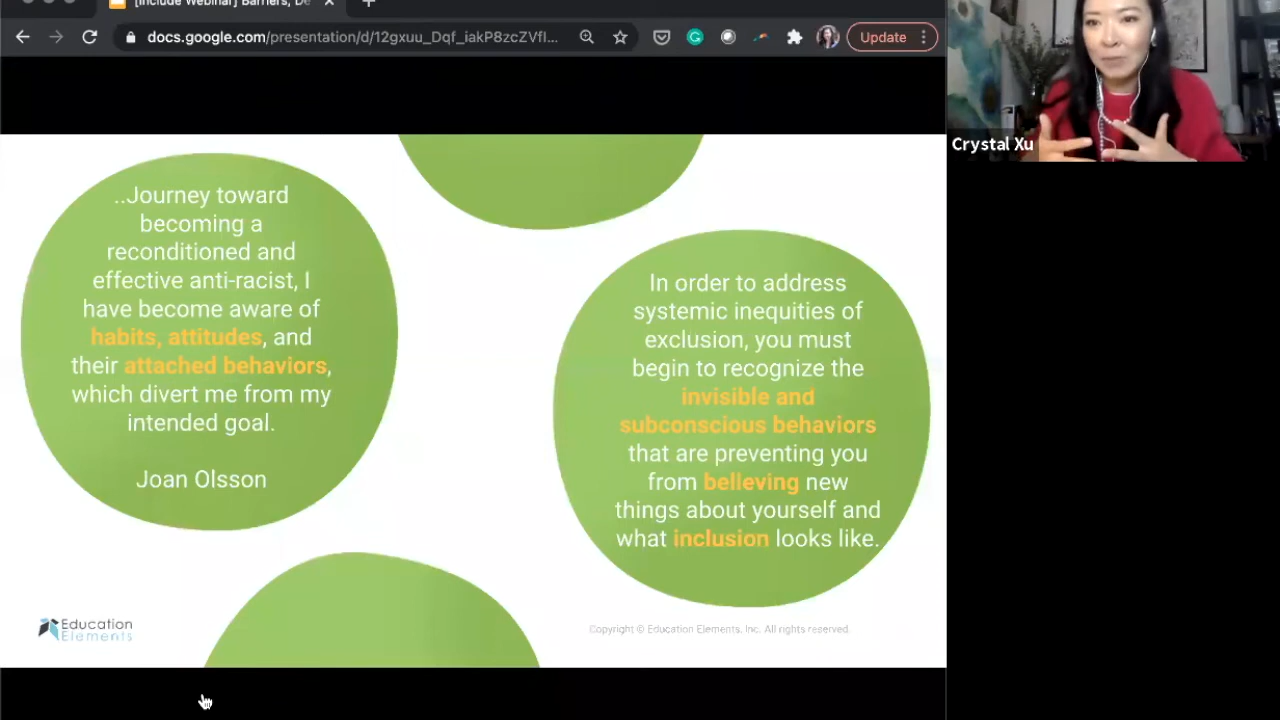 [Include Webinar] Barriers, De
docs.google.com/presentation/d/12gxuu_Dqf_iakP8zcZVfI...
Update
Crystal Xu
..Journey toward
becoming a
reconditioned and
effective anti-racist, I
have become aware of
habits, attitudes, and
their attached behaviors,
which divert me from my
intended goal.
Joan Olsson
In order to address
systemic inequities of
exclusion, you must
begin to recognize the
invisible and
subconscious behaviors
that are preventing you
from believing new
things about yourself and
what inclusion looks like.
Education
Elements
Copyright © Education Elements, Inc. All rights reserved.